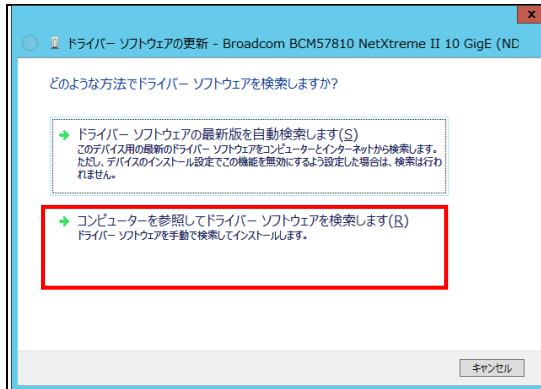 x
ドライバー ソフトウェアの更新 - Broadcom BCM57810 NetXtreme II 10 GigE (ND
どのような方法でドライバー ソフトウェアを検索しますか?
ドライバー ソフトウェアの最新版を自動検索します(S)
このデバイス用の最新のドライバー ソフトウェアをコンピューターとインターネットから検索します。
ただし、デバイスのインストール設定でこの機能を無効にするよう設定した場合は、検索は行わ
れません。
コンピューターを参照してドライバー ソフトウェアを検索します(R)
ドライバー ソフトウェアを手動で検索してインストールします。
キャンセル